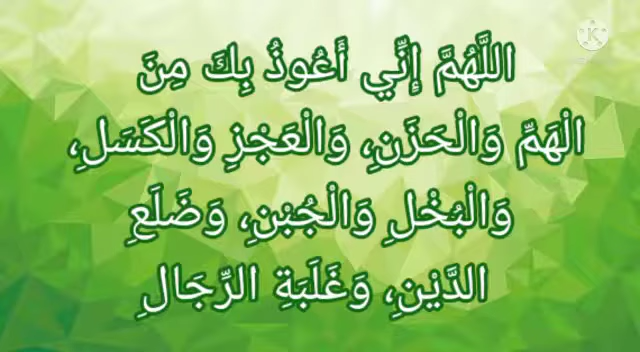 اللَّهُمَّ إِنِّي أَعُوذُ بِكَ مِنَ
الْهَمِّ وَالْحَزَنِ، وَالْعَجْزِ وَالْكَسَلِ،
وَالْبُخْلِ وَالْجُبْنِ، وَضَلَعِ
الدَّيْنِ، وَغَلَبَةِ الرِّجَالِ